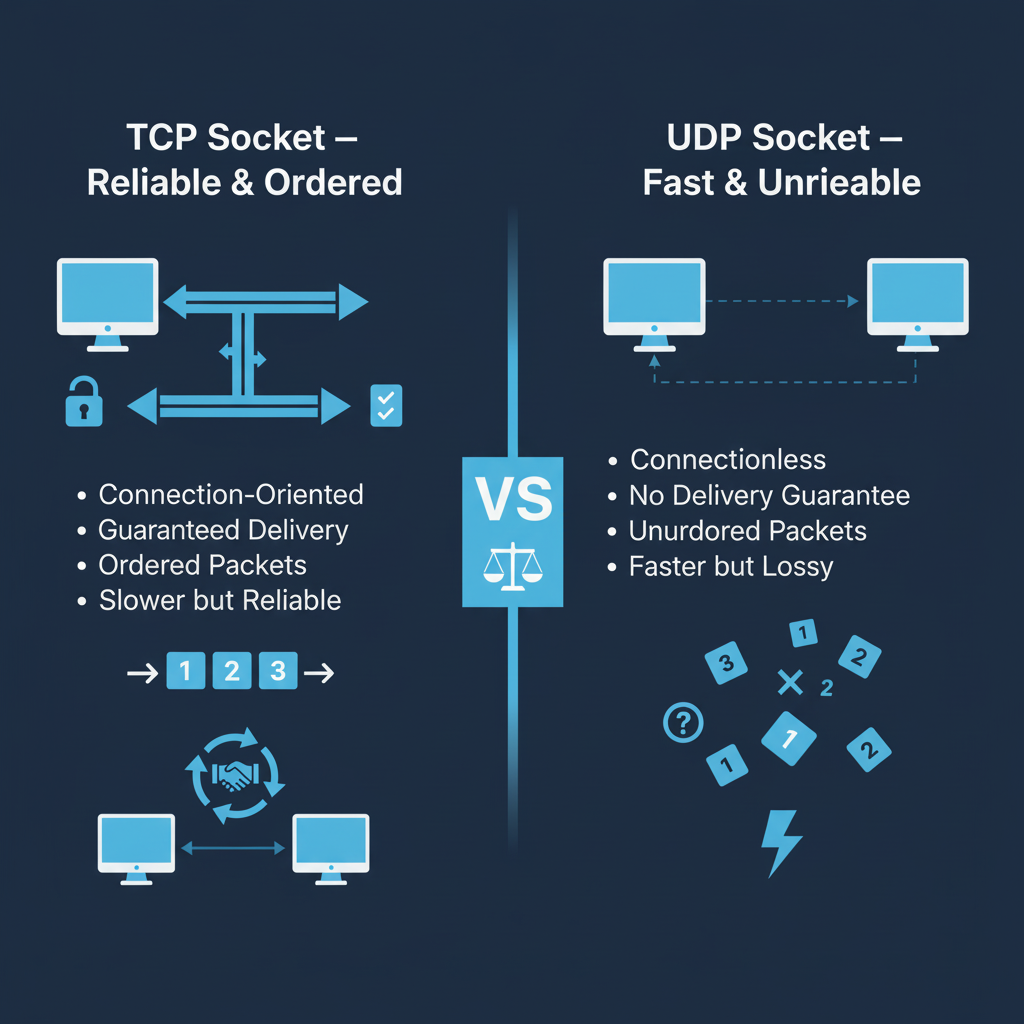 TCP Socket –
Reliable & Ordered
• Connection-Oriented
• Guaranteed Delivery
• Ordered Packets
• Slower but Reliable
1 2 3
VS
UDP Socket –
Fast & Unrieable
• Connectionless
• No Delivery Guarantee
• Unurdored Packets
• Faster but Lossy
1
3
2
2
?
1
1
2